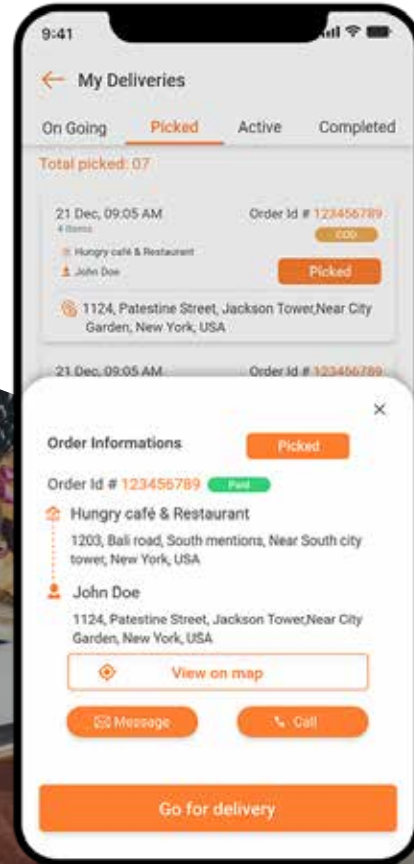 9:41
My Deliveries
On Going Picked Active Completed
Total picked: 07
21 Dec, 09:05 AM Order Id # 123456789
4 Items COD
Hungry café & Restaurant
John Doe Picked
1124, Patestine Street, Jackson Tower,Near City
Garden, New York, USA
21 Dec, 09:05 AM Order Id # 123456789
Order Informations Picked
Order Id # 123456789 Paid
Hungry café & Restaurant
1203, Bali road, South mentions, Near South city
tower, New York, USA
John Doe
1124, Patestine Street, Jackson Tower,Near City
Garden, New York, USA
View on map
Message Call
Go for delivery